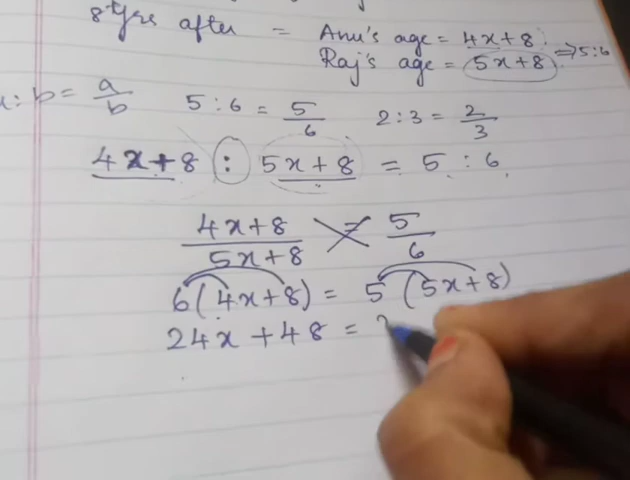 8 yrs after = Anu's age = 4x+8
Raj's age = 5x+8 ⇒ 5:6
: b = a/b 5:6 = 5/6 2:3 = 2/3
4x+8 : 5x+8 = 5 : 6
4x+8/5x+8 = 5/6
6(4x+8) = 5(5x+8)
24x+48 =